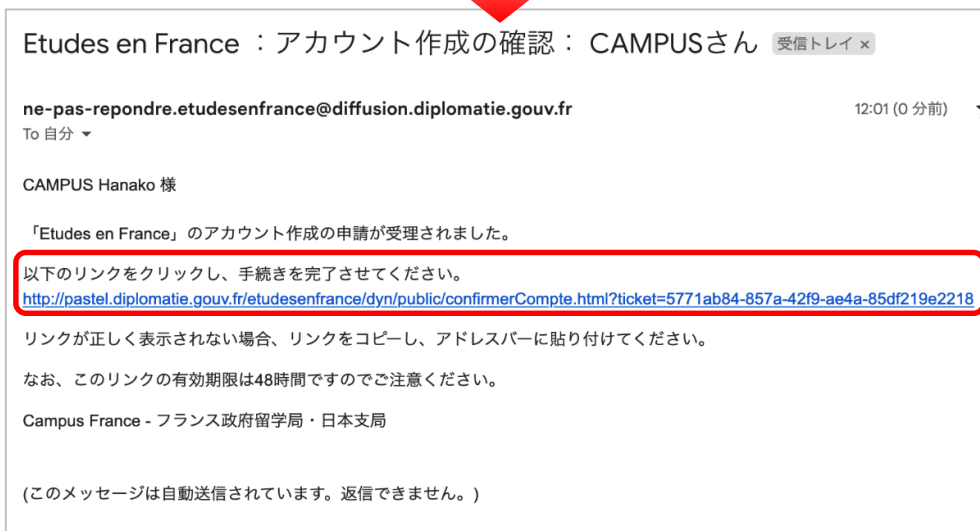 Etudes en France ：アカウント作成の確認： CAMPUSさん 受信トレイ ×
ne-pas-repondre.etudesenfrance@diffusion.diplomatie.gouv.fr 12:01 (0 分前)
To 自分
CAMPUS Hanako 様
「Etudes en France」のアカウント作成の申請が受理されました。
以下のリンクをクリックし、手続きを完了させてください。
http://pastel.diplomatie.gouv.fr/etudesenfrance/dyn/public/confirmerCompte.html?ticket=5771ab84-857a-42f9-ae4a-85df219e2218
リンクが正しく表示されない場合、リンクをコピーし、アドレスバーに貼り付けてください。
なお、このリンクの有効期限は48時間ですのでご注意ください。
Campus France - フランス政府留学局・日本支局
(このメッセージは自動送信されています。返信できません。)